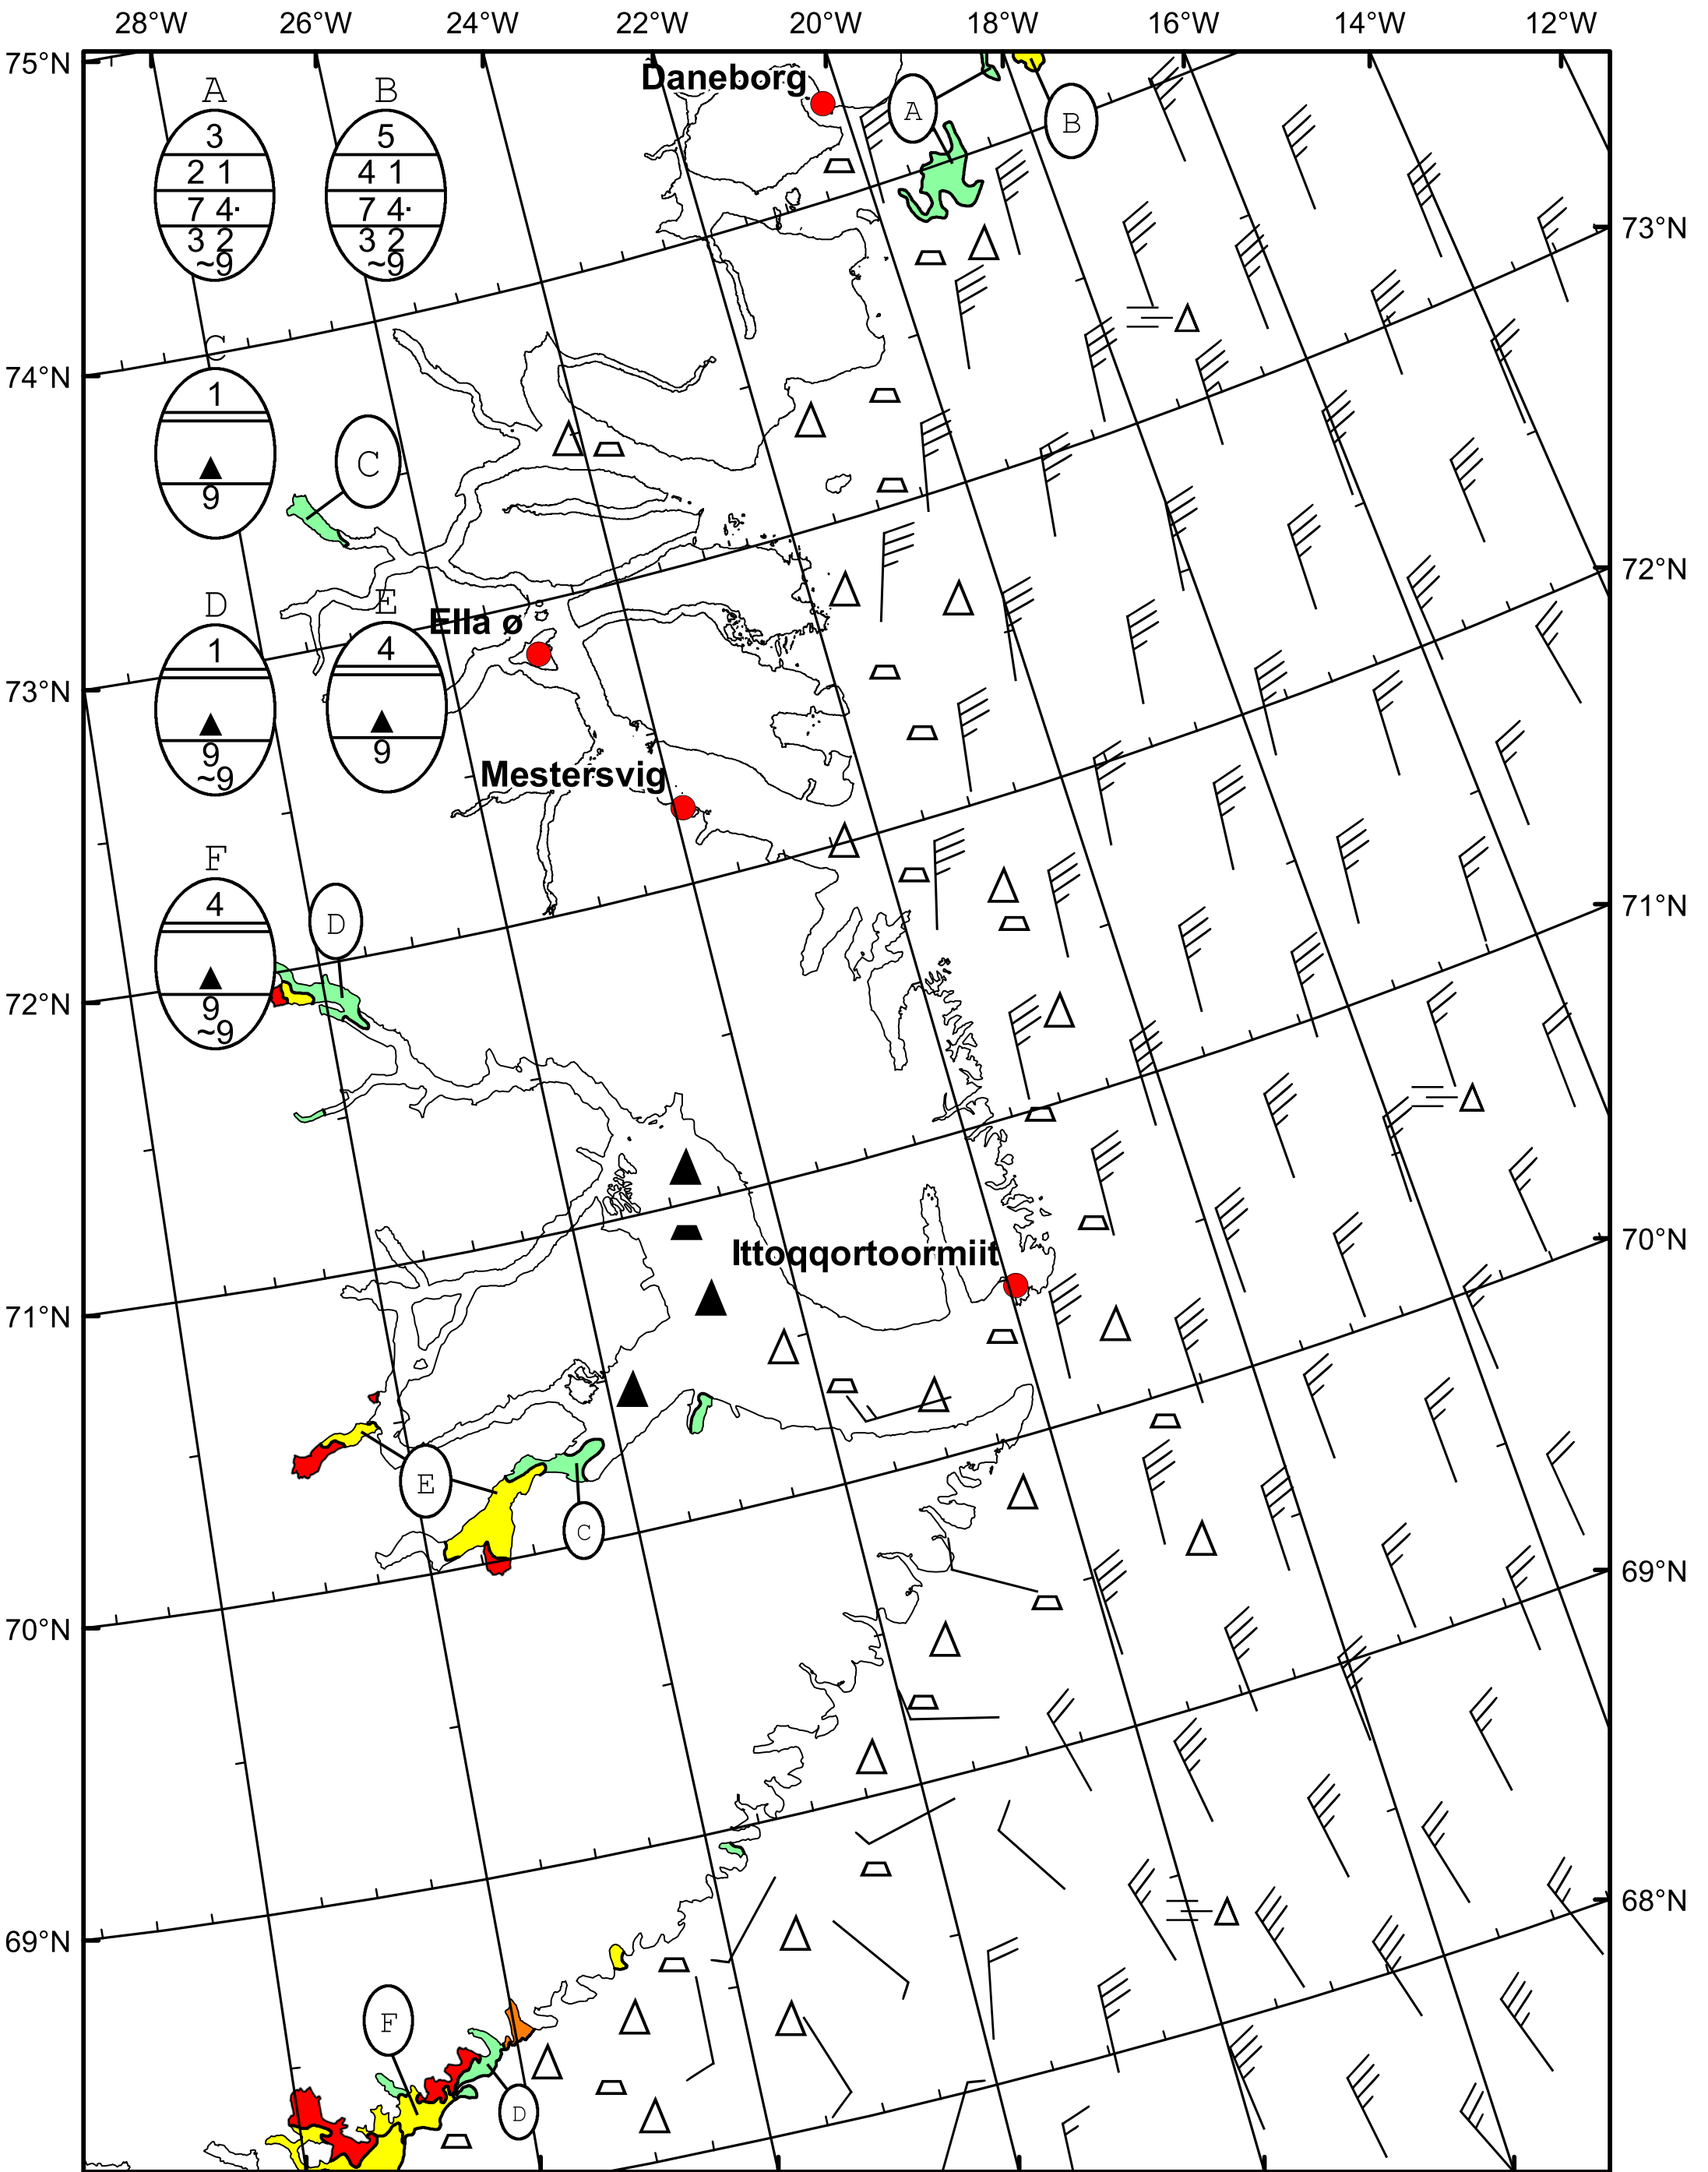 28°W 26°W 24°W 22°W 20°W 18°W 16°W 14°W 12°W
75°N
Daneborg
A B
3 5
2 1 4 1
7 4· 7 4·
3 2 3 2
~9 ~9
A
B
73°N
74°N
C
1
9
C
72°N
D E
Ella ø
1 4
9 9
~9
73°N
Mestersvig
F
4
9
~9
D
71°N
72°N
70°N
Ittoqqortoormiit
71°N
E
C
69°N
70°N
68°N
69°N
F
D